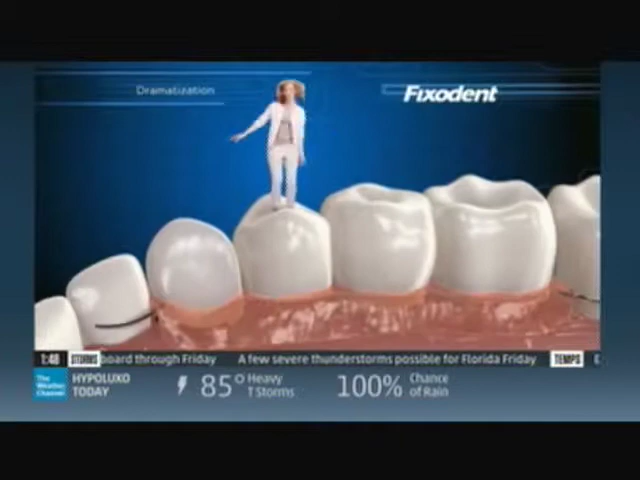 Dramatization
Fixodent
1:48 STORMS board through Friday A few severe thunderstorms possible for Florida Friday TEMPS
The Weather Channel
HYPOLUXO TODAY
85° Heavy T Storms
100% Chance of Rain